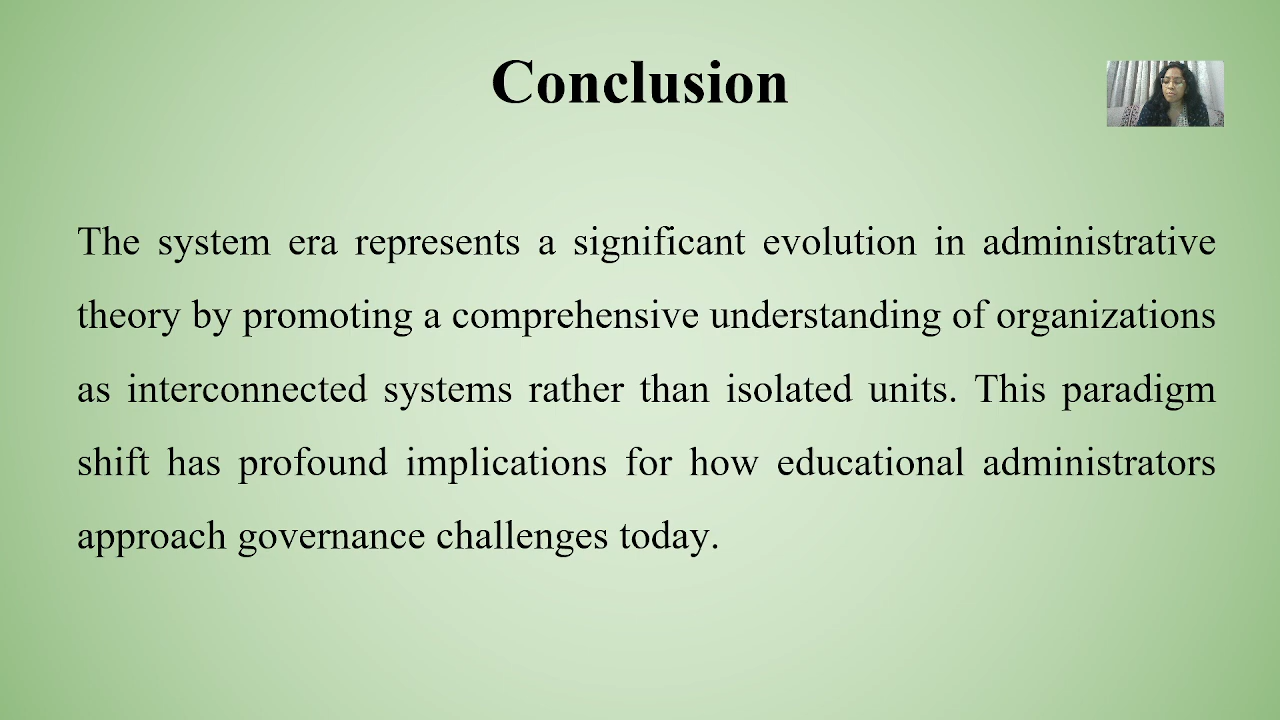 Conclusion
The system era represents a significant evolution in administrative
theory by promoting a comprehensive understanding of organizations
as interconnected systems rather than isolated units. This paradigm
shift has profound implications for how educational administrators
approach governance challenges today.